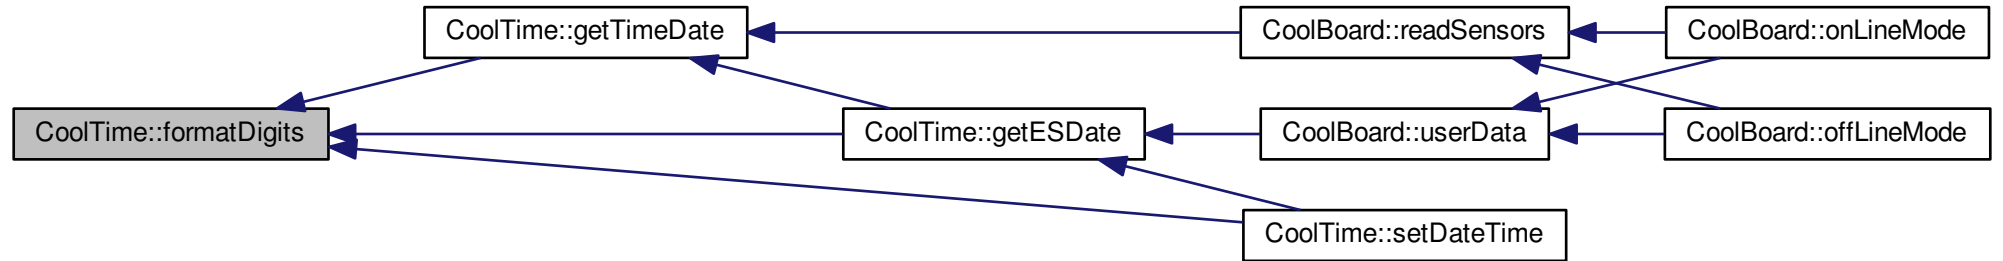 CoolTime::getTimeDate
CoolBoard::readSensors
CoolBoard::onLineMode
CoolTime::formatDigits
CoolTime::getESDate
CoolBoard::userData
CoolBoard::offLineMode
CoolTime::setDateTime